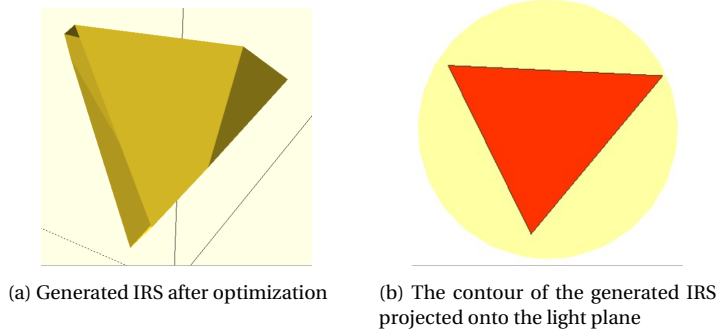 (a) Generated IRS after optimization
(b) The contour of the generated IRS
projected onto the light plane